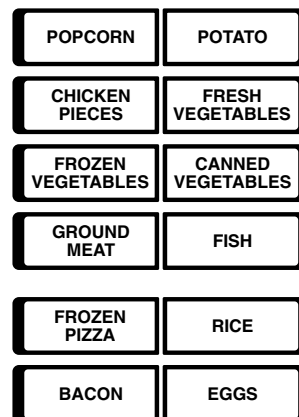 POPCORN
POTATO
CHICKEN
PIECES
FRESH
VEGETABLES
FROZEN
VEGETABLES
CANNED
VEGETABLES
GROUND
MEAT
FISH
FROZEN
PIZZA
RICE
BACON
EGGS